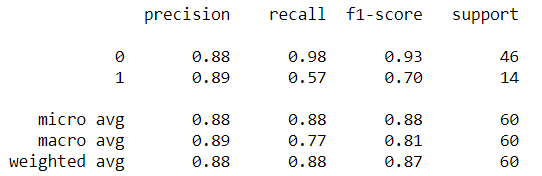 precision recall f1-score support
0 0.88 0.98 0.93 46
1 0.89 0.57 0.70 14
micro avg 0.88 0.88 0.88 60
macro avg 0.89 0.77 0.81 60
weighted avg 0.88 0.88 0.87 60